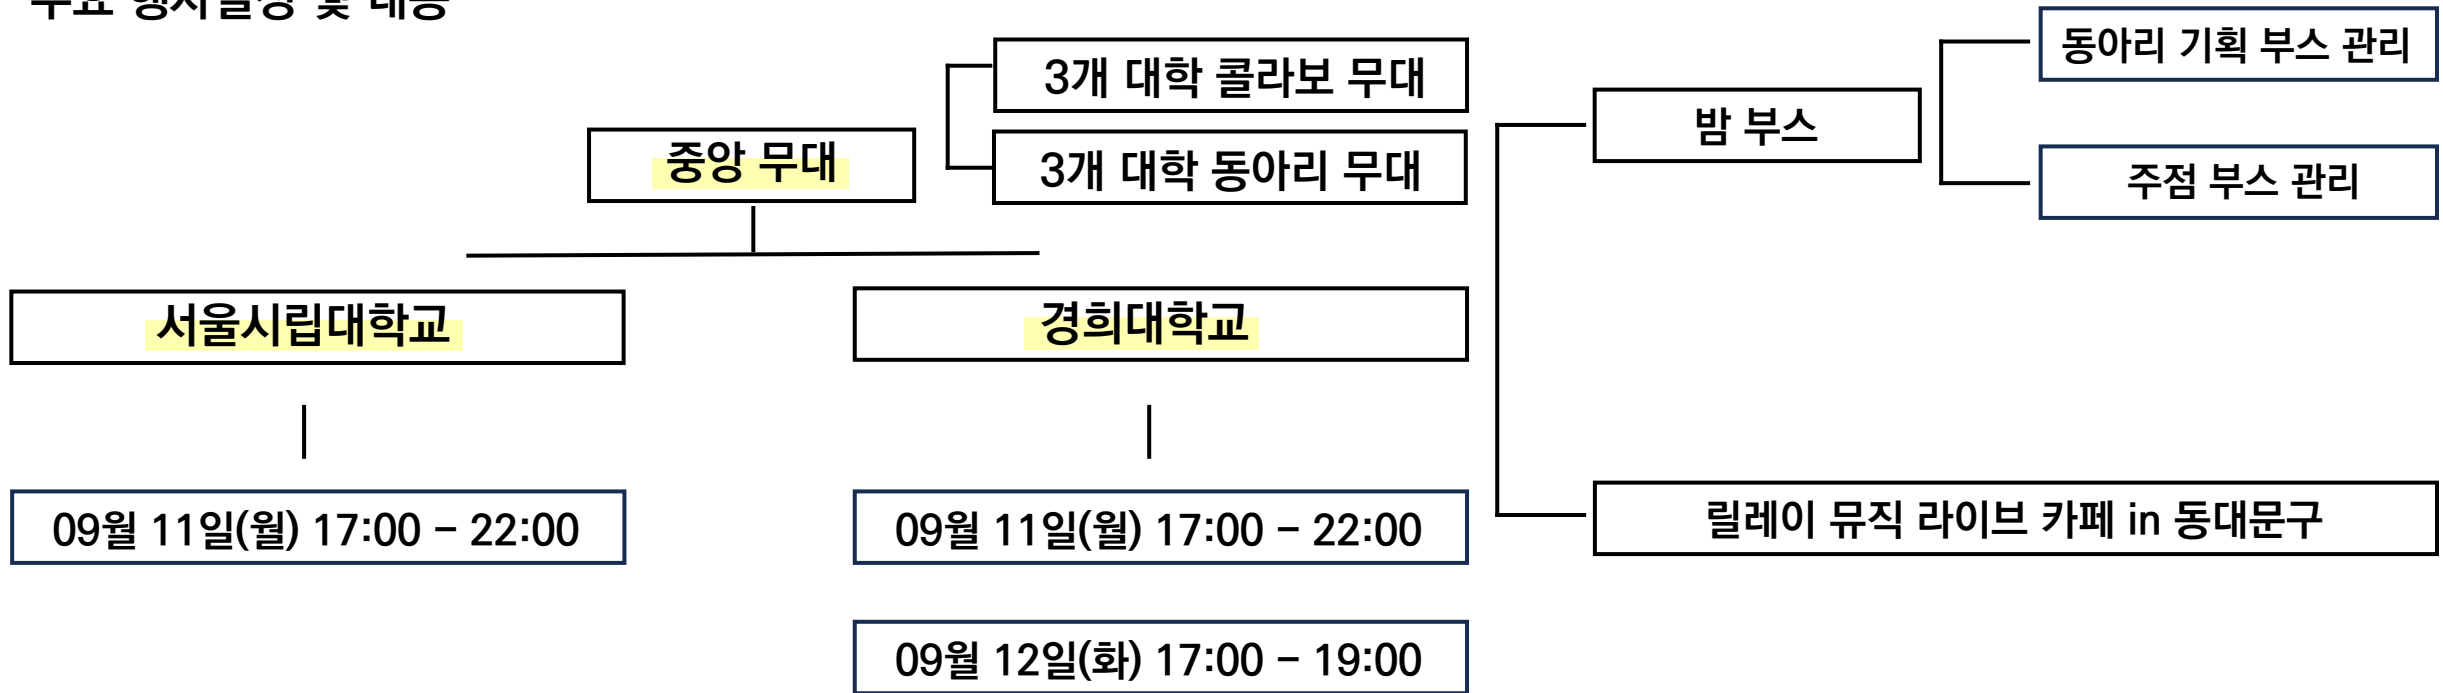 3개 대학 콜라보 무대
중앙 무대
3개 대학 동아리 무대
서울시립대학교
경희대학교
09월 11일(월) 17:00 - 22:00
09월 11일(월) 17:00 - 22:00
09월 12일(화) 17:00 - 19:00
밤 부스
동아리 기획 부스 관리
주점 부스 관리
릴레이 뮤직 라이브 카페 in 동대문구